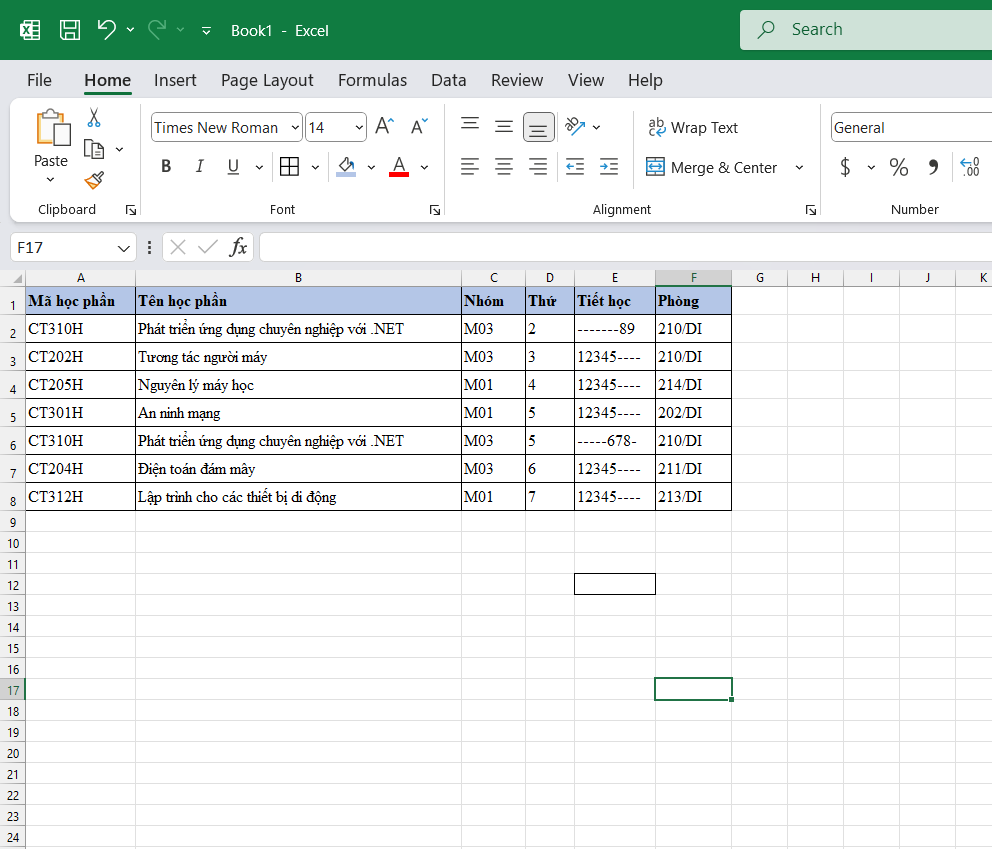 Book1 - Excel
Search
File Home Insert Page Layout Formulas Data Review View Help
Times New Roman 14 Wrap Text General
Paste B I U A Merge & Center $ % .00
Clipboard Font Alignment Number
F17 fx
A B C D E F G H I J K
1 Mã học phần Tên học phần Nhóm Thứ Tiết học Phòng
2 CT310H Phát triển ứng dụng chuyên nghiệp với .NET M03 2 -------89 210/DI
3 CT202H Tương tác người máy M03 3 12345---- 210/DI
4 CT205H Nguyên lý máy học M01 4 12345---- 214/DI
5 CT301H An ninh mạng M01 5 12345---- 202/DI
6 CT310H Phát triển ứng dụng chuyên nghiệp với .NET M03 5 -----678- 210/DI
7 CT204H Điện toán đám mây M03 6 12345---- 211/DI
8 CT312H Lập trình cho các thiết bị di động M01 7 12345---- 213/DI
9
10
11
12
13
14
15
16
17
18
19
20
21
22
23
24